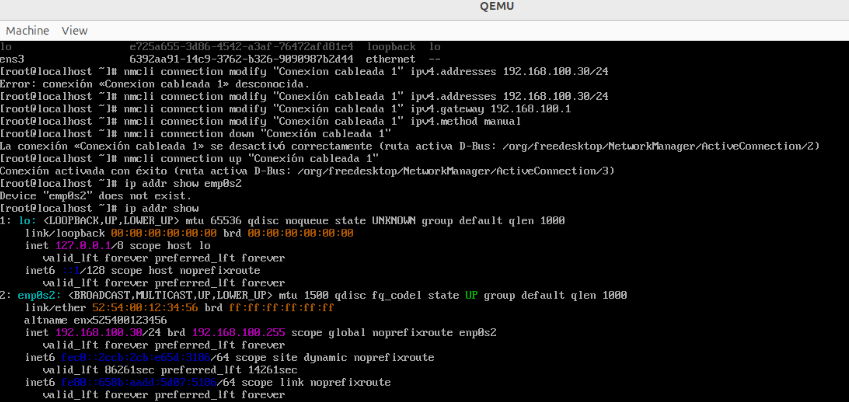 QEMU
Machine View
lo e725a655-3d86-4542-a3af-76472afd81e4 loopback lo
ens3 6392aa91-14c9-3762-b326-9090987b2d44 ethernet --
[root@localhost ~]# nmcli connection modify "Conexion cableada 1" ipv4.addresses 192.168.100.30/24
Error: conexión «Conexion cableada 1» desconocida.
[root@localhost ~]# nmcli connection modify "Conexión cableada 1" ipv4.addresses 192.168.100.30/24
[root@localhost ~]# nmcli connection modify "Conexión cableada 1" ipv4.gateway 192.168.100.1
[root@localhost ~]# nmcli connection modify "Conexión cableada 1" ipv4.method manual
[root@localhost ~]# nmcli connection down "Conexión cableada 1"
La conexión «Conexión cableada 1» se desactivó correctamente (ruta activa D-Bus: /org/freedesktop/NetworkManager/ActiveConnection/2)
[root@localhost ~]# nmcli connection up "Conexión cableada 1"
Conexión activada con éxito (ruta activa D-Bus: /org/freedesktop/NetworkManager/ActiveConnection/3)
[root@localhost ~]# ip addr show emp0s2
Device "emp0s2" does not exist.
[root@localhost ~]# ip addr show
1: lo: <LOOPBACK,UP,LOWER_UP> mtu 65536 qdisc noqueue state UNKNOWN group default qlen 1000
link/loopback 00:00:00:00:00:00 brd 00:00:00:00:00:00
inet 127.0.0.1/8 scope host lo
valid_lft forever preferred_lft forever
inet6 ::1/128 scope host noprefixroute
valid_lft forever preferred_lft forever
2: enp0s2: <BROADCAST,MULTICAST,UP,LOWER_UP> mtu 1500 qdisc fq_codel state UP group default qlen 1000
link/ether 52:54:00:12:34:56 brd ff:ff:ff:ff:ff:ff
altname enx525400123456
inet 192.168.100.30/24 brd 192.168.100.255 scope global noprefixroute enp0s2
valid_lft forever preferred_lft forever
inet6 /64 scope site dynamic noprefixroute
valid_lft 86261sec preferred_lft 14261sec
inet6 /64 scope link noprefixroute
valid_lft forever preferred_lft forever